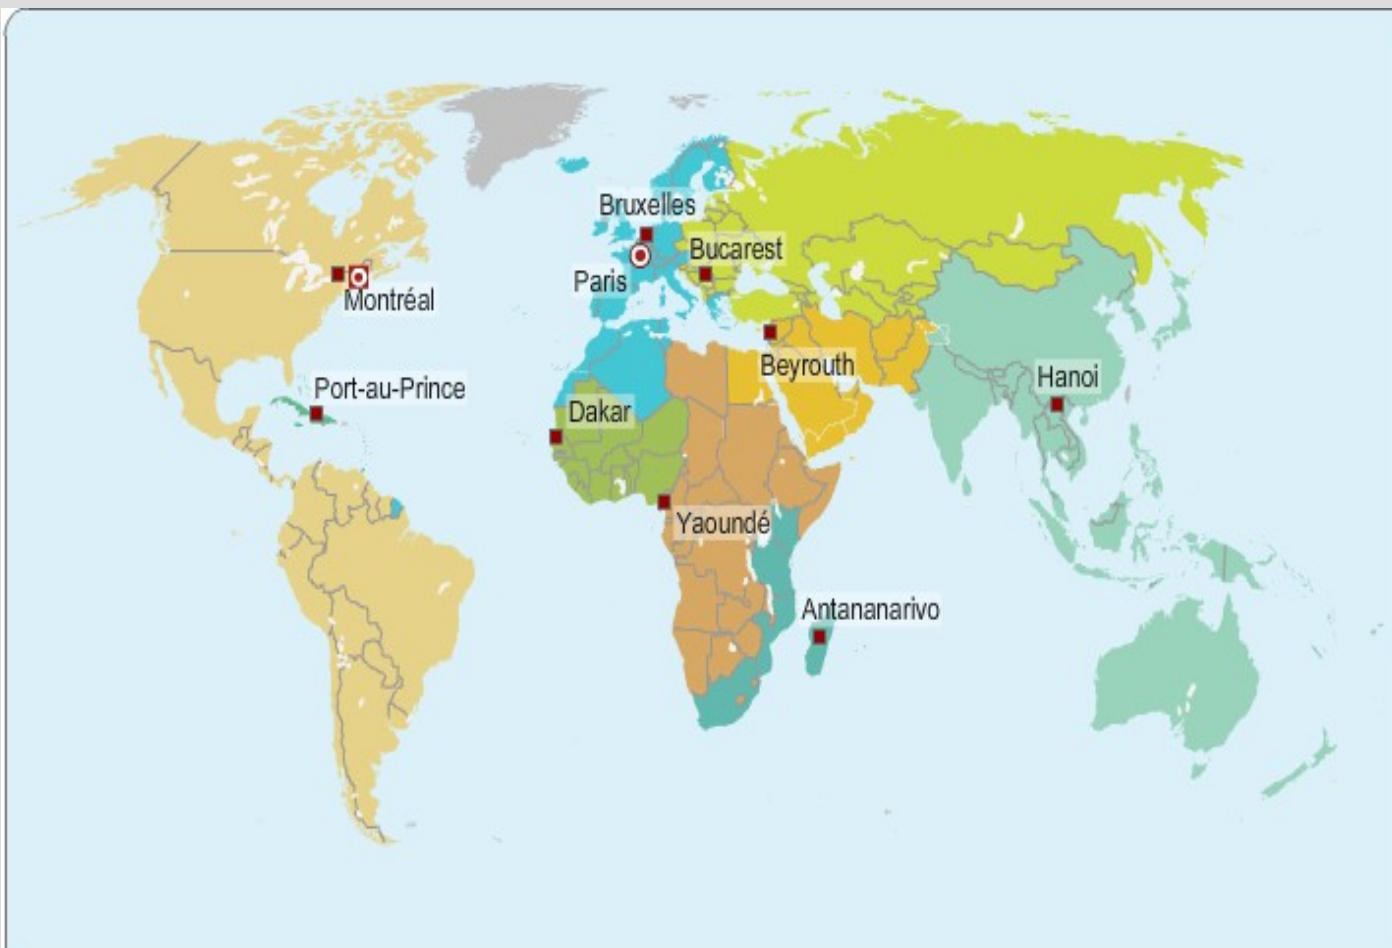 Bruxelles
Bucarest
Paris
Montréal
Beyrouth
Hanoi
Port-au-Prince
Dakar
Yaoundé
Antananarivo